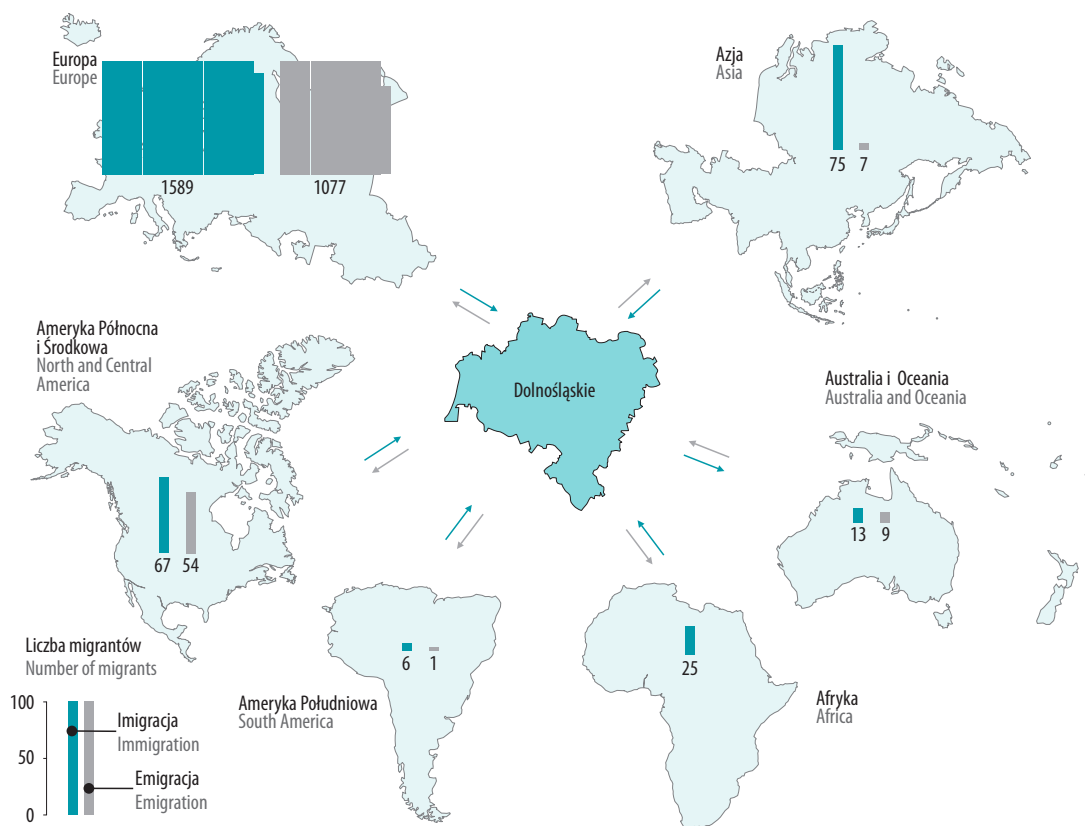 Europa
Europe
1589
1077
Azja
Asia
75
7
Ameryka Północna
i Środkowa
North and Central
America
67
54
Dolnośląskie
Australia i Oceania
Australia and Oceania
13
9
Ameryka Południowa
South America
6
1
Afryka
Africa
25
Liczba migrantów
Number of migrants
100
50
0
Imigracja
Immigration
Emigracja
Emigration